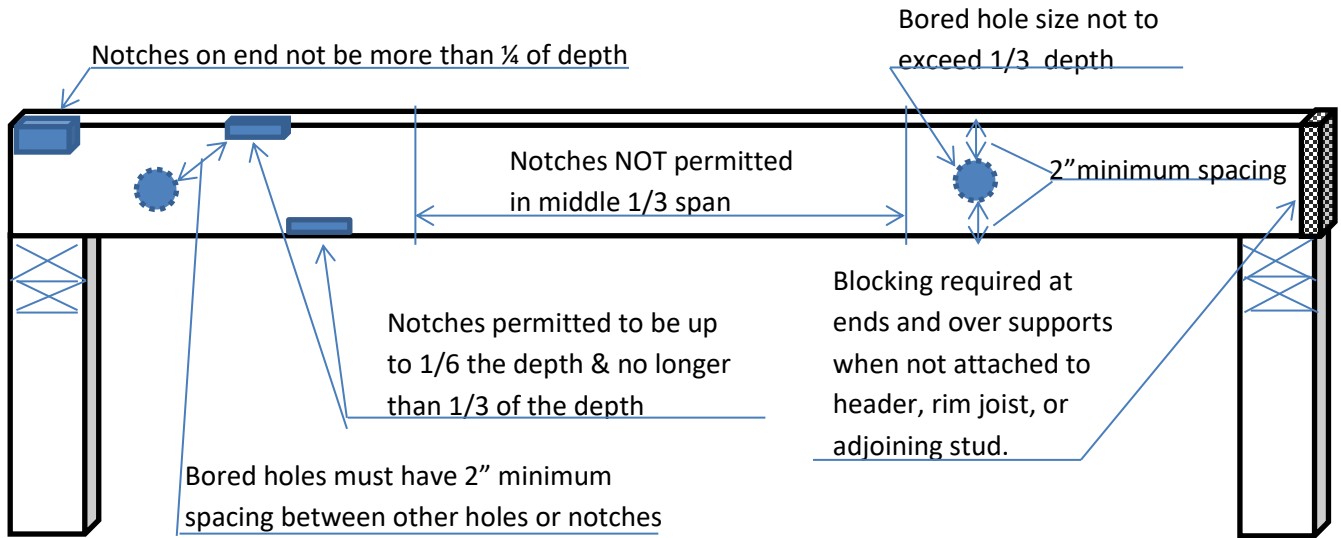 Notches on end not be more than ¼ of depth
Bored hole size not to
exceed 1/3 depth
Notches NOT permitted
in middle 1/3 span
2”minimum spacing
Notches permitted to be up
to 1/6 the depth & no longer
than 1/3 of the depth
Blocking required at
ends and over supports
when not attached to
header, rim joist, or
adjoining stud.
Bored holes must have 2” minimum
spacing between other holes or notches